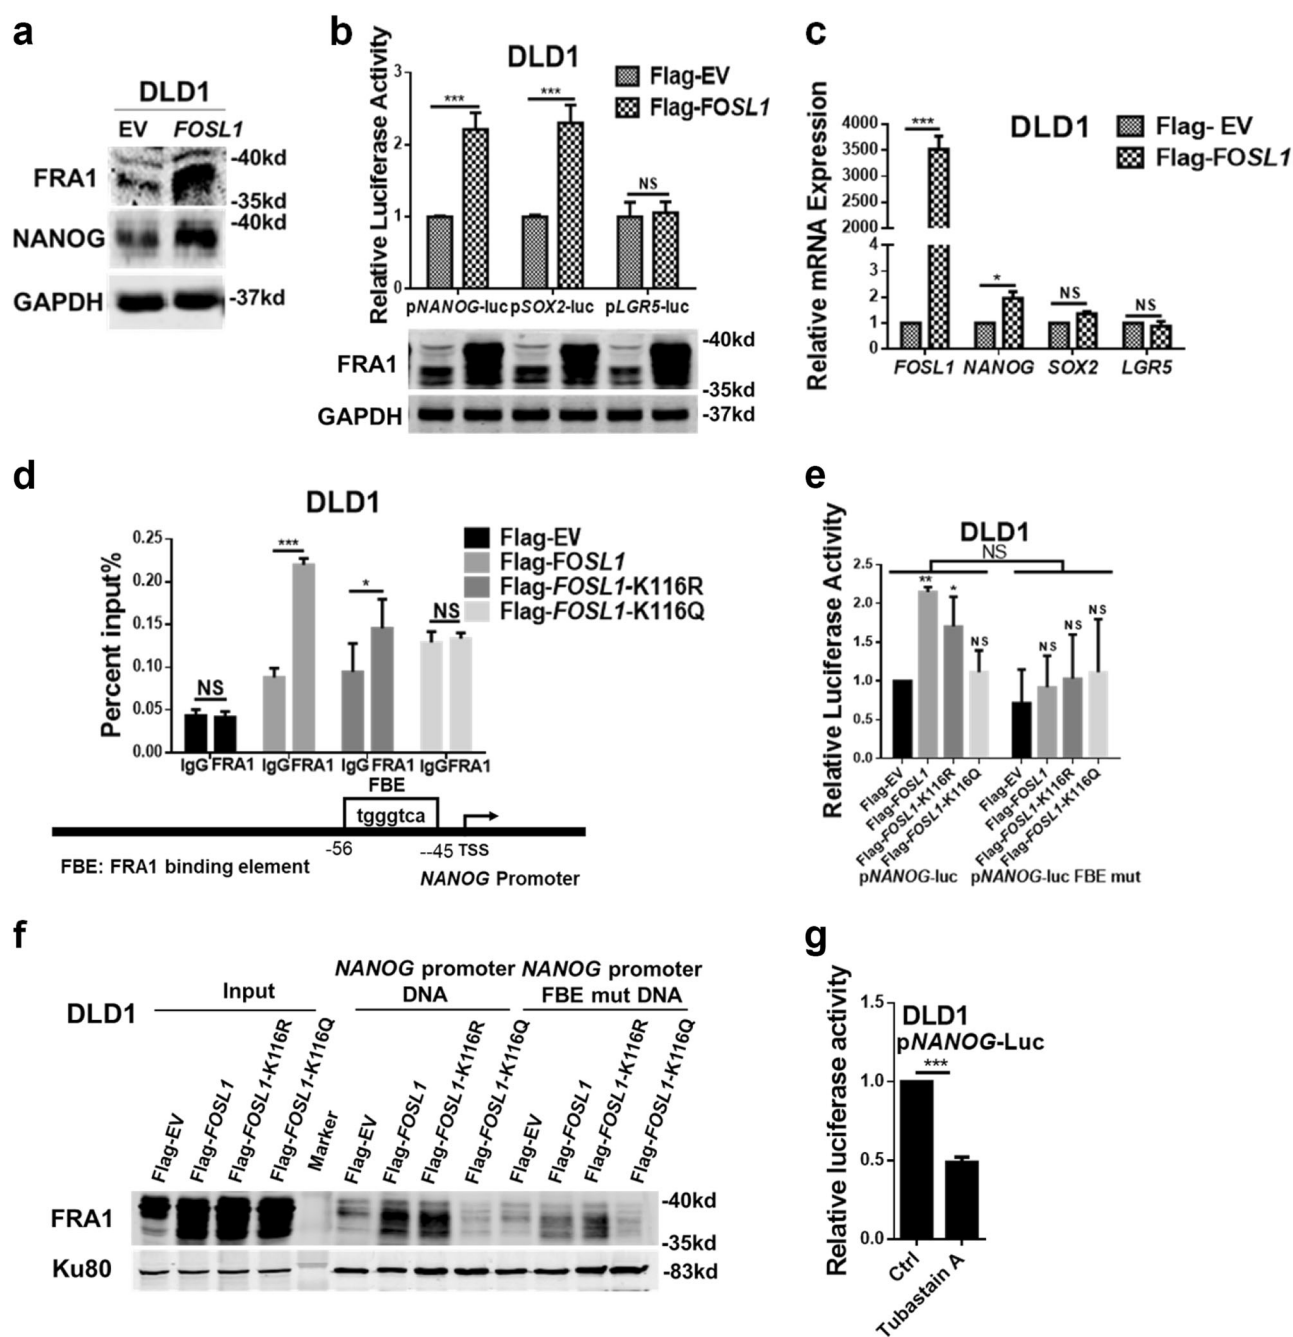 a
DLD1
EV FOSL1
FRA1
-40kd
-35kd
NANOG
-40kd
GAPDH
-37kd
b
DLD1
Relative Luciferase Activity
3
2
1
0
*** *** NS
Flag-EV
Flag-FOSL1
pNANOG-luc pSOX2-luc pLGR5-luc
FRA1
-40kd
-35kd
GAPDH
-37kd
c
DLD1
Relative mRNA Expression
4000
3500
3000
2500
2000
4
3
2
1
0
*** * NS NS
Flag- EV
Flag-FOSL1
FOSL1 NANOG SOX2 LGR5
d
DLD1
Percent input%
0.25
0.20
0.15
0.10
0.05
0.00
NS *** * NS
Flag-EV
Flag-FOSL1
Flag-FOSL1-K116R
Flag-FOSL1-K116Q
IgG FRA1 IgG FRA1 IgG FRA1 IgG FRA1
FBE
tgggtca
-56 --45 TSS
FBE: FRA1 binding element
NANOG Promoter
e
DLD1
NS
Relative Luciferase Activity
2.5
2.0
1.5
1.0
0.5
0.0
** * NS NS NS NS
Flag-EV
Flag-FOSL1
Flag-FOSL1-K116R
Flag-FOSL1-K116Q
Flag-EV
Flag-FOSL1
Flag-FOSL1-K116R
Flag-FOSL1-K116Q
pNANOG-luc pNANOG-luc FBE mut
f
DLD1
Input
NANOG promoter
DNA
NANOG promoter
FBE mut DNA
Flag-EV
Flag-FOSL1
Flag-FOSL1-K116R
Flag-FOSL1-K116Q
Marker
Flag-EV
Flag-FOSL1
Flag-FOSL1-K116R
Flag-FOSL1-K116Q
Flag-EV
Flag-FOSL1
Flag-FOSL1-K116R
Flag-FOSL1-K116Q
FRA1
-40kd
-35kd
Ku80
-83kd
g
DLD1
pNANOG-Luc
***
Relative luciferase activity
1.5
1.0
0.5
0.0
Ctrl
Tubastain A